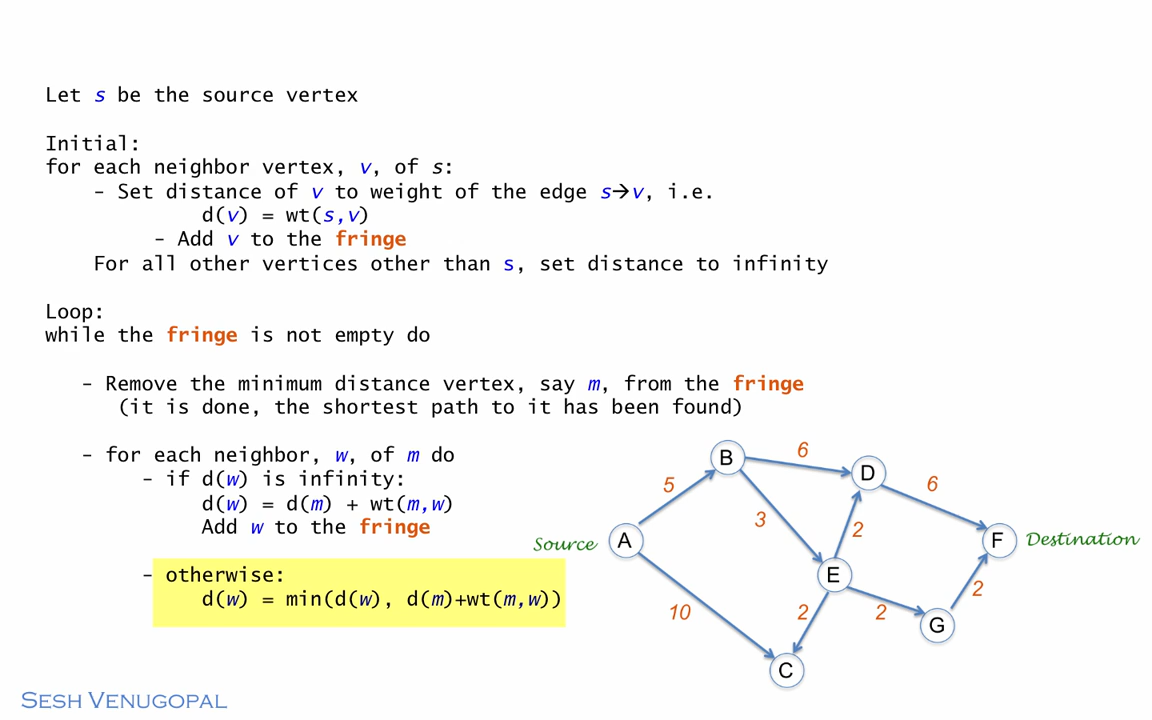 Let s be the source vertex
Initial:
for each neighbor vertex, v, of s:
– Set distance of v to weight of the edge s→v, i.e.
d(v) = wt(s,v)
– Add v to the fringe
For all other vertices other than s, set distance to infinity
Loop:
while the fringe is not empty do
– Remove the minimum distance vertex, say m, from the fringe
(it is done, the shortest path to it has been found)
– for each neighbor, w, of m do
– if d(w) is infinity:
d(w) = d(m) + wt(m,w)
Add w to the fringe
– otherwise:
d(w) = min(d(w), d(m)+wt(m,w))
B
6
D
5
6
3
2
Source
A
F
Destination
E
10
2
2
2
G
C
SESH VENUGOPAL